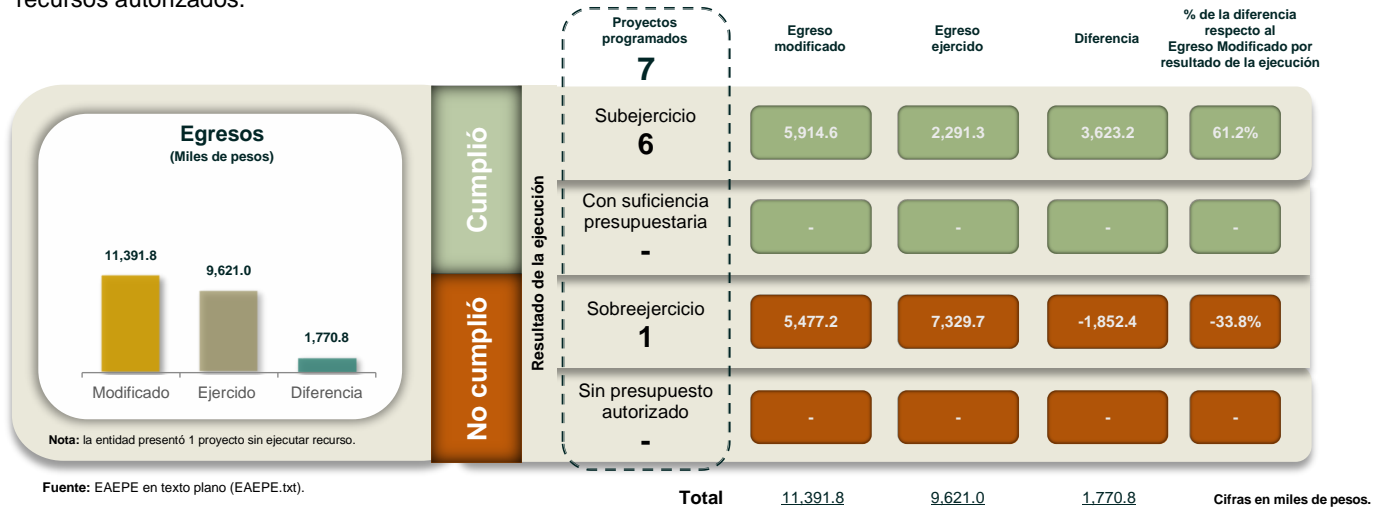 recursos autorizados.
Proyectos
programados
7
Egreso
modificado
Egreso
ejercido
Diferencia
% de la diferencia
respecto al
Egreso Modificado por
resultado de la ejecución
Egresos
(Miles de pesos)
11,391.8
9,621.0
1,770.8
Modificado
Ejercido
Diferencia
Nota: la entidad presentó 1 proyecto sin ejecutar recurso.
Cumplió
No cumplió
Resultado de la ejecución
Subejercicio
6
5,914.6
2,291.3
3,623.2
61.2%
Con suficiencia
presupuestaria
-
-
-
-
-
Sobreejercicio
1
5,477.2
7,329.7
-1,852.4
-33.8%
Sin presupuesto
autorizado
-
-
-
-
-
Fuente: EAEPE en texto plano (EAEPE.txt).
Total
11,391.8
9,621.0
1,770.8
Cifras en miles de pesos.